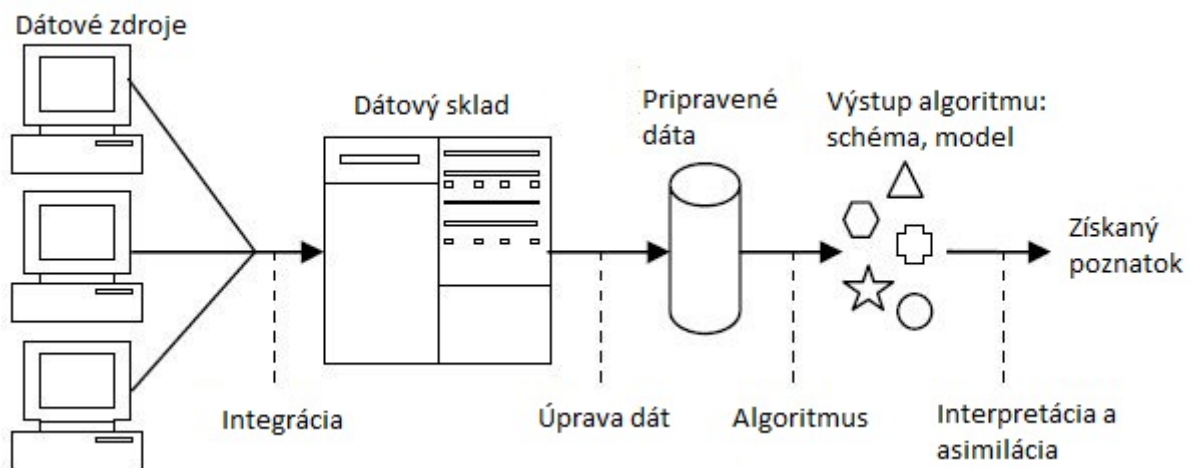 Dátové zdroje
Dátový sklad
Pripravené
dáta
Výstup algoritmu:
schéma, model
Získaný
poznatok
Integrácia
Úprava dát
Algoritmus
Interpretácia a
asimilácia